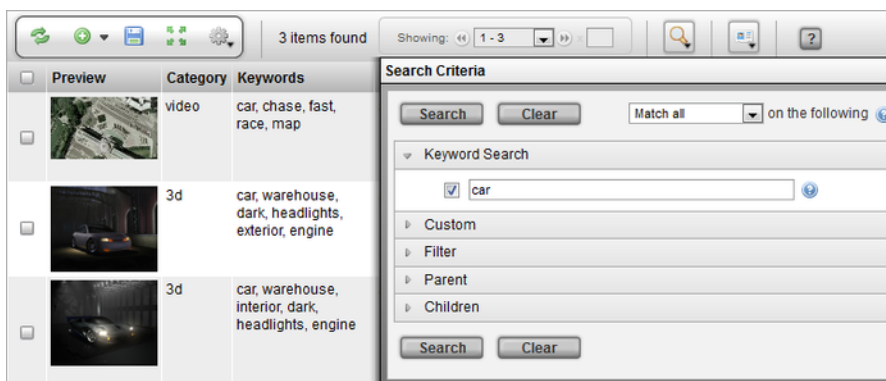 3 items found
Showing:
1 - 3
x
?
Preview
Category
Keywords
video
car, chase, fast,
race, map
3d
car, warehouse,
dark, headlights,
exterior, engine
3d
car, warehouse,
interior, dark,
headlights, engine
Search Criteria
Search
Clear
Match all
on the following
?
Keyword Search
car
?
Custom
Filter
Parent
Children
Search
Clear